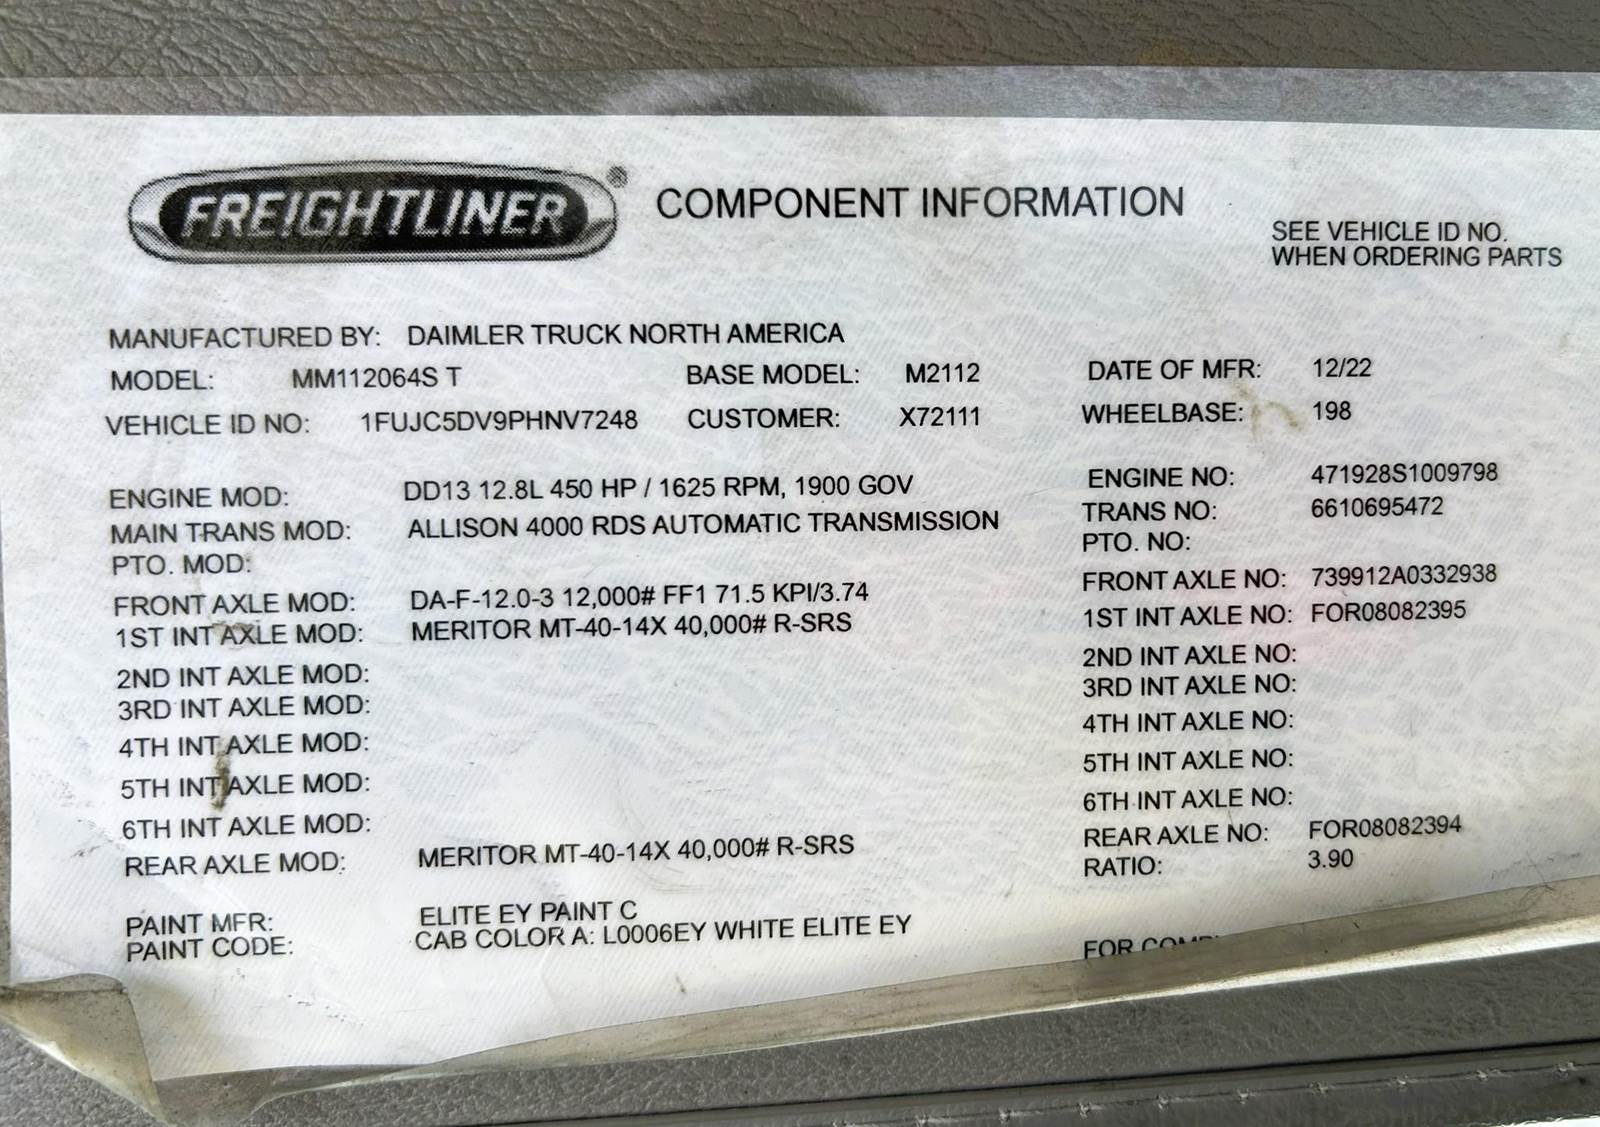 FREIGHTLINER® COMPONENT INFORMATION
SEE VEHICLE ID NO.
WHEN ORDERING PARTS
MANUFACTURED BY: DAIMLER TRUCK NORTH AMERICA
MODEL: MM112064S T BASE MODEL: M2112 DATE OF MFR: 12/22
VEHICLE ID NO: 1FUJC5DV9PHNV7248 CUSTOMER: X72111 WHEELBASE: 198
ENGINE MOD: DD13 12.8L 450 HP / 1625 RPM, 1900 GOV ENGINE NO: 471928S1009798
MAIN TRANS MOD: ALLISON 4000 RDS AUTOMATIC TRANSMISSION TRANS NO: 6610695472
PTO. MOD: PTO. NO:
FRONT AXLE MOD: DA-F-12.0-3 12,000# FF1 71.5 KPI/3.74 FRONT AXLE NO: 739912A0332938
1ST INT AXLE MOD: MERITOR MT-40-14X 40,000# R-SRS 1ST INT AXLE NO: FOR08082395
2ND INT AXLE MOD: 2ND INT AXLE NO:
3RD INT AXLE MOD: 3RD INT AXLE NO:
4TH INT AXLE MOD: 4TH INT AXLE NO:
5TH INT AXLE MOD: 5TH INT AXLE NO:
6TH INT AXLE MOD: 6TH INT AXLE NO:
REAR AXLE MOD: MERITOR MT-40-14X 40,000# R-SRS REAR AXLE NO: FOR08082394
RATIO: 3.90
PAINT MFR: ELITE EY PAINT C
PAINT CODE: CAB COLOR A: L0006EY WHITE ELITE EY
FOR